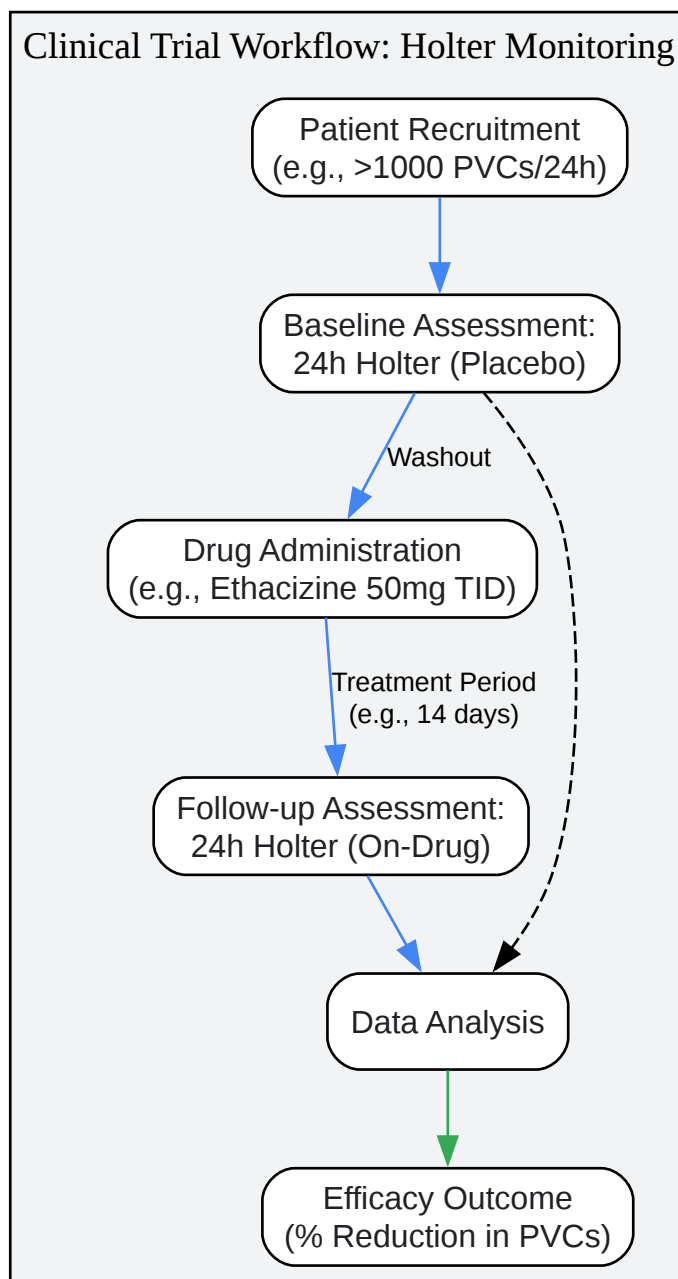 Clinical Trial Workflow: Holter Monitoring
Patient Recruitment
(e.g., >1000 PVCs/24h)
Baseline Assessment:
24h Holter (Placebo)
Washout
Drug Administration
(e.g., Ethacizine 50mg TID)
Treatment Period
(e.g., 14 days)
Follow-up Assessment:
24h Holter (On-Drug)
Data Analysis
Efficacy Outcome
(% Reduction in PVCs)